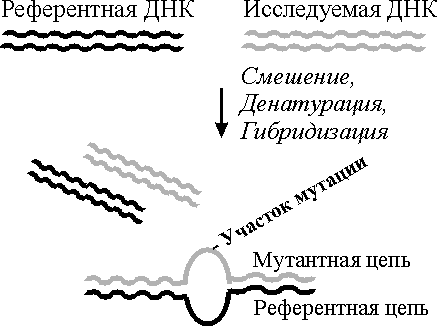 Референтная ДНК
Исследуемая ДНК
Смешение,
Денатурация,
Гибридизация
- Участок мутации
Мутантная цепь
Референтная цепь